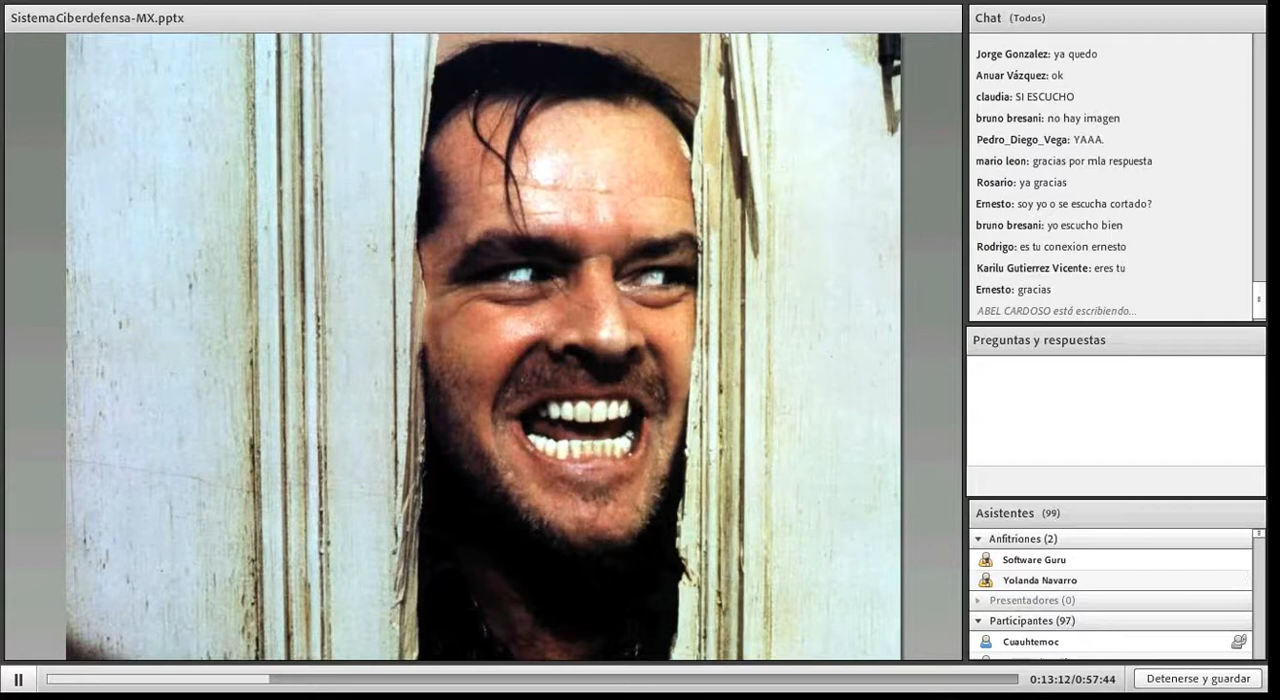 SistemaCiberdefensa-MX.pptx
Chat (Todos)
Jorge Gonzalez: ya quedo
Anuar Vázquez: ok
claudia: SI ESCUCHO
bruno bresani: no hay imagen
Pedro_Diego_Vega: YAAA.
mario leon: gracias por mla respuesta
Rosario: ya gracias
Ernesto: soy yo o se escucha cortado?
bruno bresani: yo escucho bien
Rodrigo: es tu conexion ernesto
Karilu Gutierrez Vicente: eres tu
Ernesto: gracias
ABEL CARDOSO está escribiendo...
Preguntas y respuestas
Asistentes (99)
Anfitriones (2)
Software Guru
Yolanda Navarro
Presentadores (0)
Participantes (97)
Cuauhtemoc
0:13:12/0:57:44
Detenerse y guardar